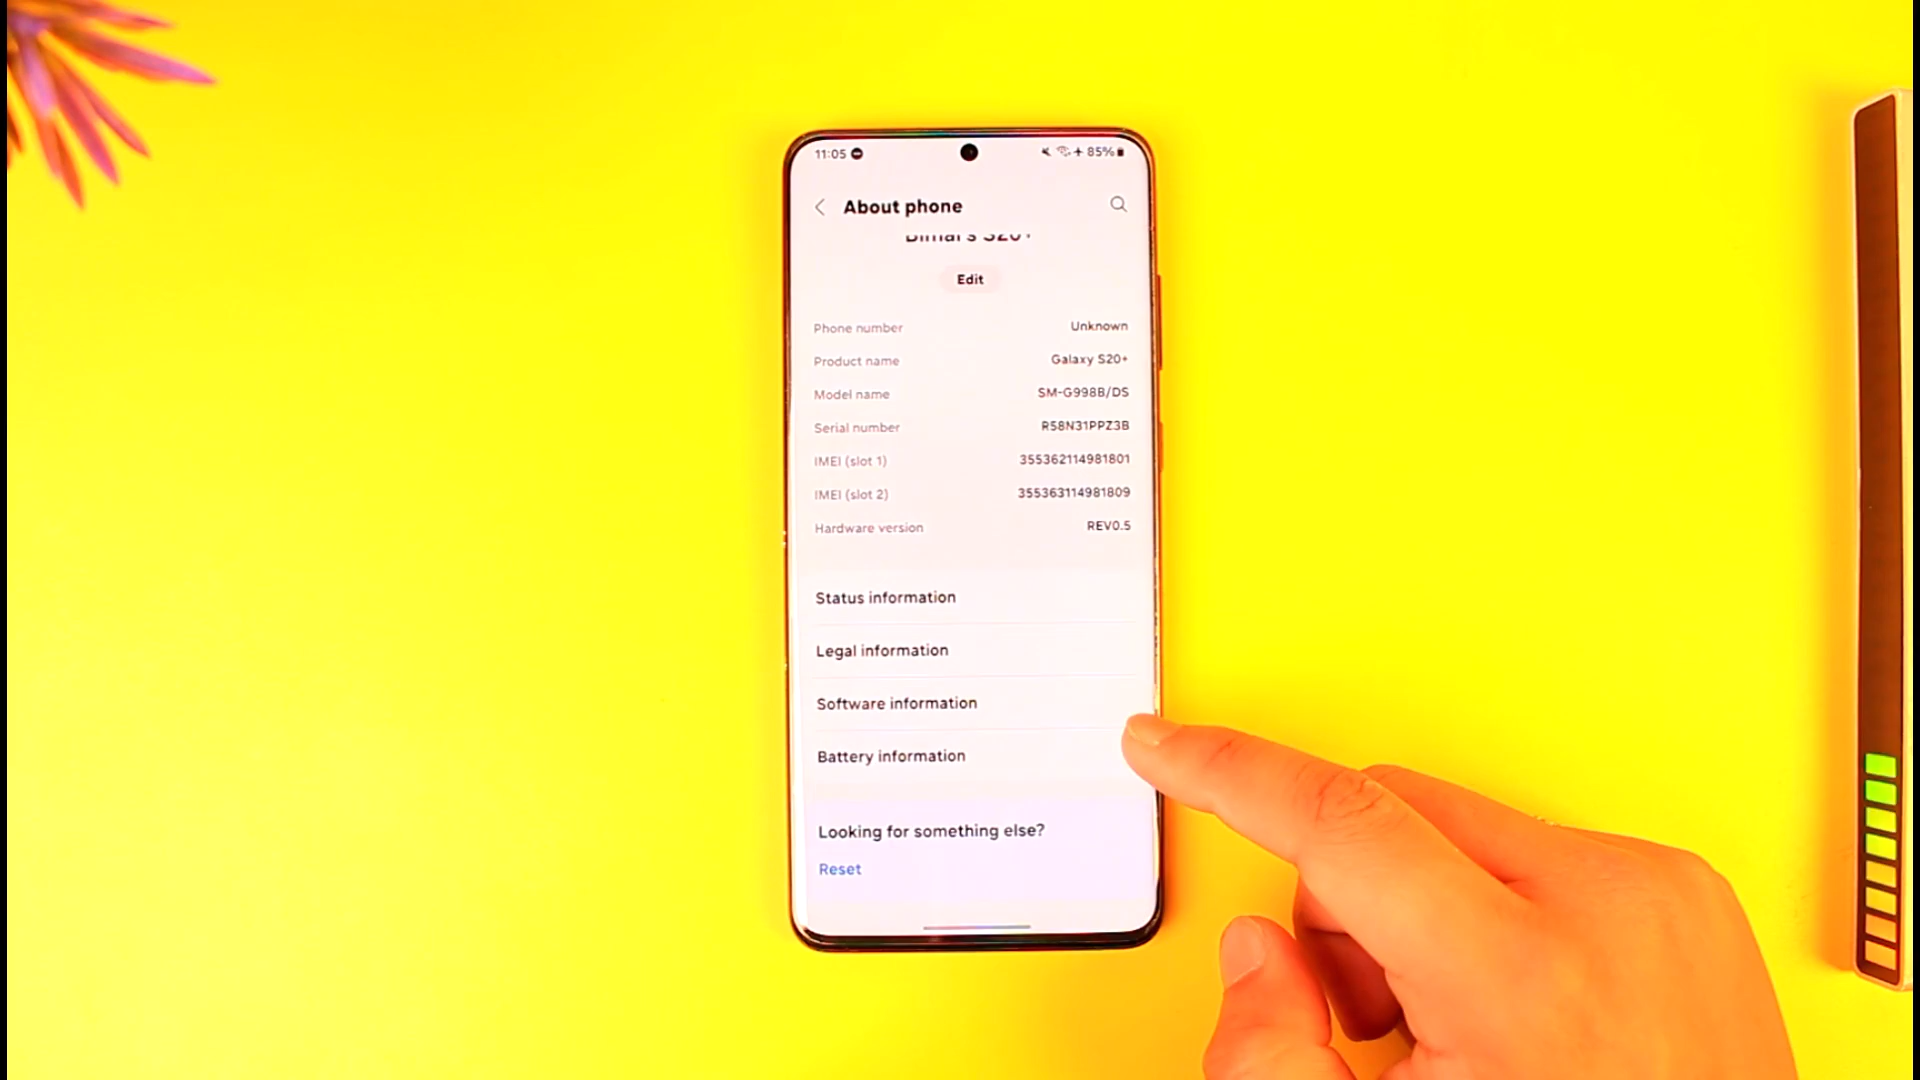 11:05
85%
About phone
Edit
Phone number Unknown
Product name Galaxy S20+
Model name SM-G998B/DS
Serial number R58N31PPZ3B
IMEI (slot 1) 355362114981801
IMEI (slot 2) 355363114981809
Hardware version REV0.5
Status information
Legal information
Software information
Battery information
Looking for something else?
Reset